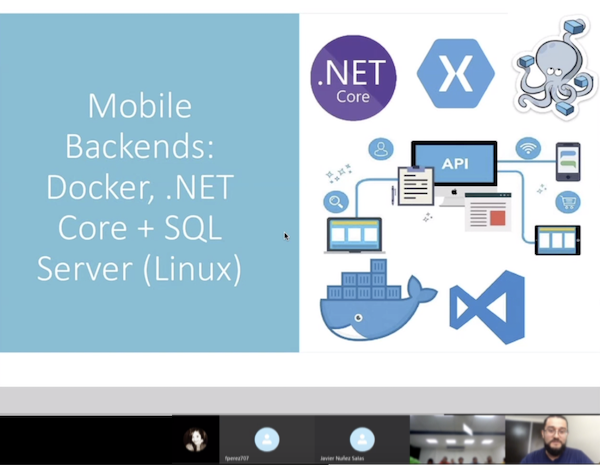 Mobile
Backends:
Docker, .NET
Core + SQL
Server (Linux)
.NET
Core
API
fperez707
Javier Nuñez Salas